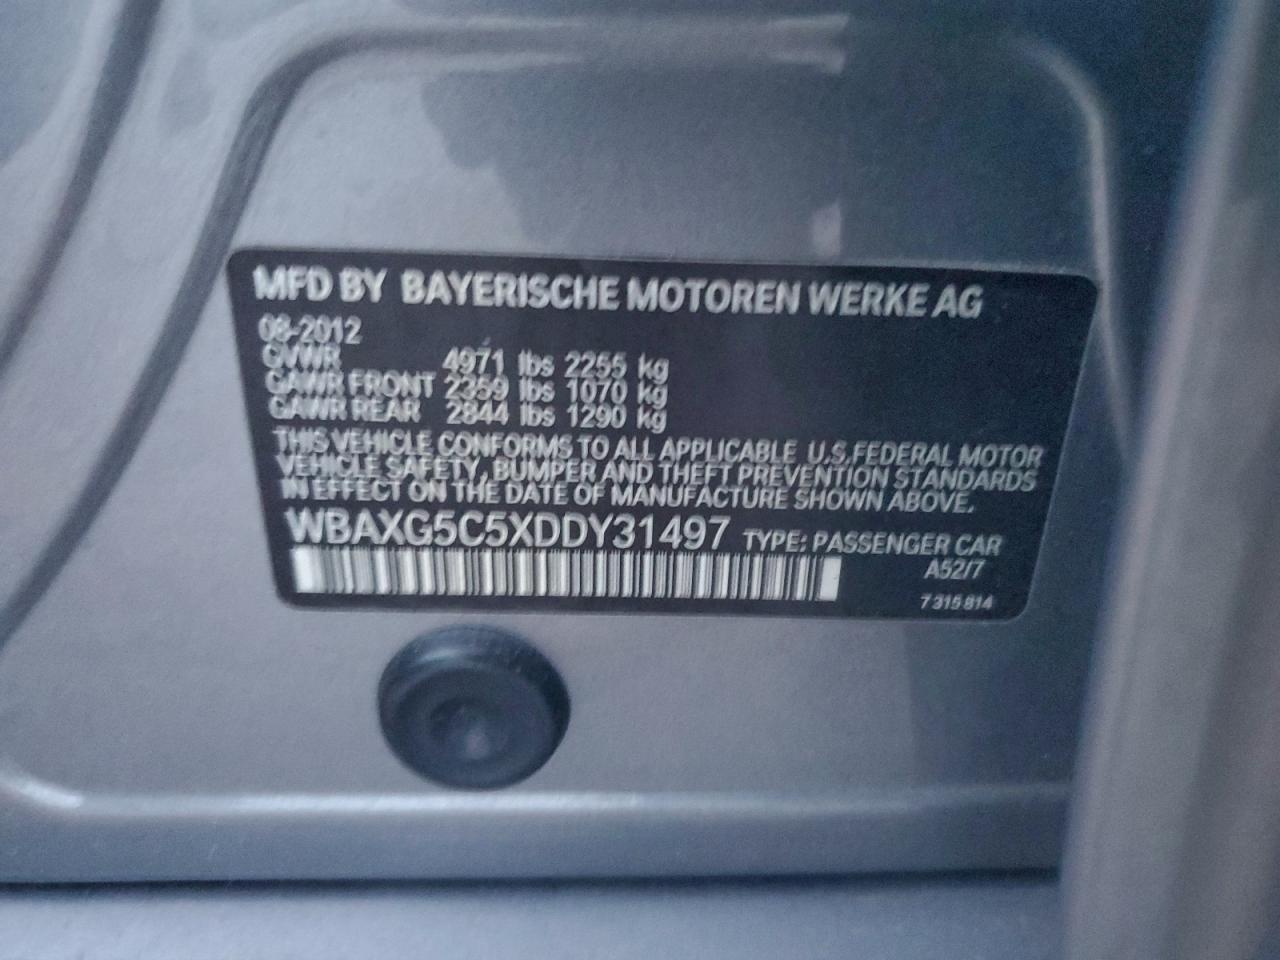 MFD BY BAYERISCHE MOTOREN WERKE AG
08-2012
GVWR 4971 lbs 2255 kg
GAWR FRONT 2359 lbs 1070 kg
GAWR REAR 2844 lbs 1290 kg
THIS VEHICLE CONFORMS TO ALL APPLICABLE U.S.FEDERAL MOTOR
VEHICLE SAFETY, BUMPER AND THEFT PREVENTION STANDARDS
IN EFFECT ON THE DATE OF MANUFACTURE SHOWN ABOVE.
WBAXG5C5XDDY31497 TYPE: PASSENGER CAR
A52/7
7 315 814